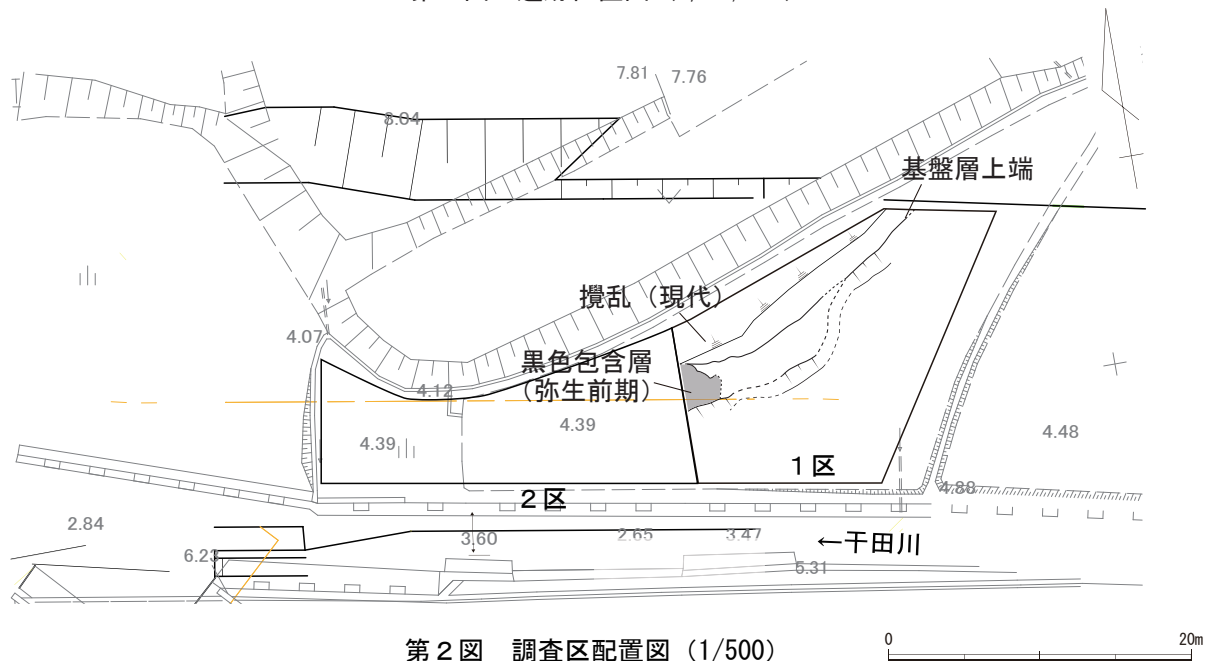 7.81
7.76
8.04
基盤層上端
攪乱（現代）
4.07
黒色包含層
（弥生前期）
4.12
4.39
4.39
4.48
1区
4.88
2区
2.84
3.60
2.65
3.47
←干田川
6.23
5.31
第2図 調査区配置図（1/500）
0 20m